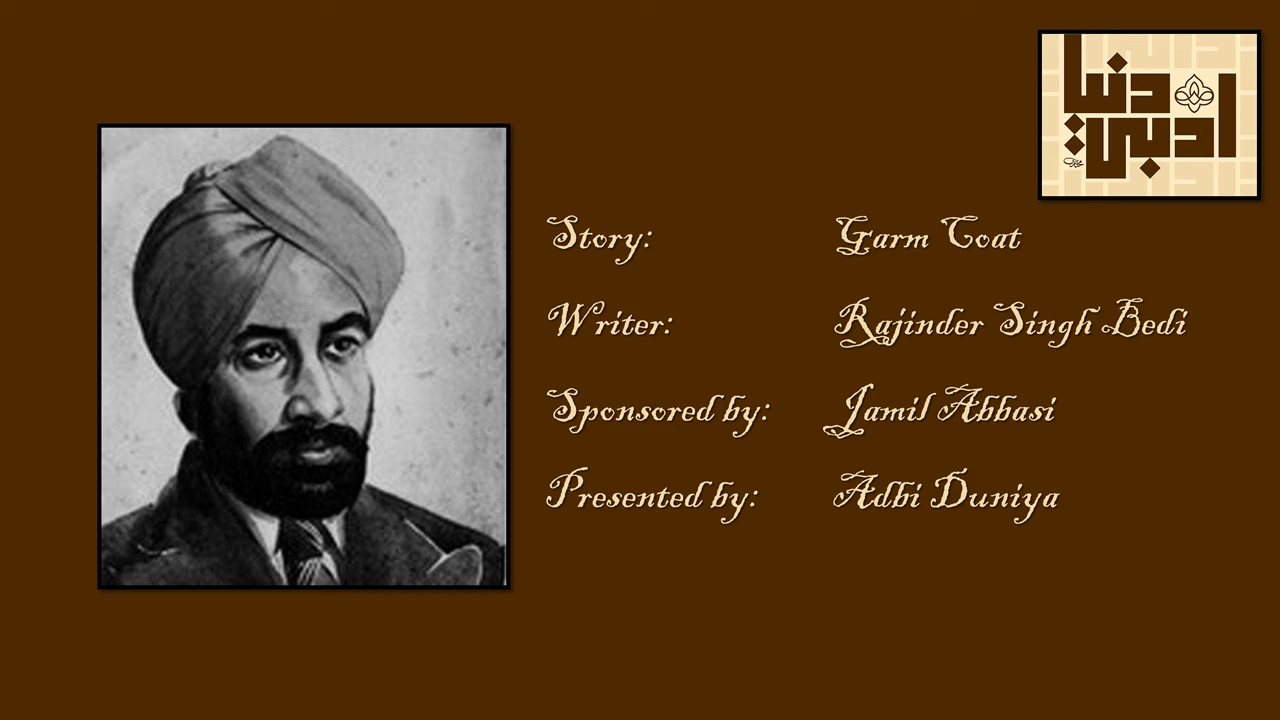 ادبی دنیا
Story: Garm Coat
Writer: Rajinder Singh Bedi
Sponsored by: Jamil Abbasi
Presented by: Adbi Duniya